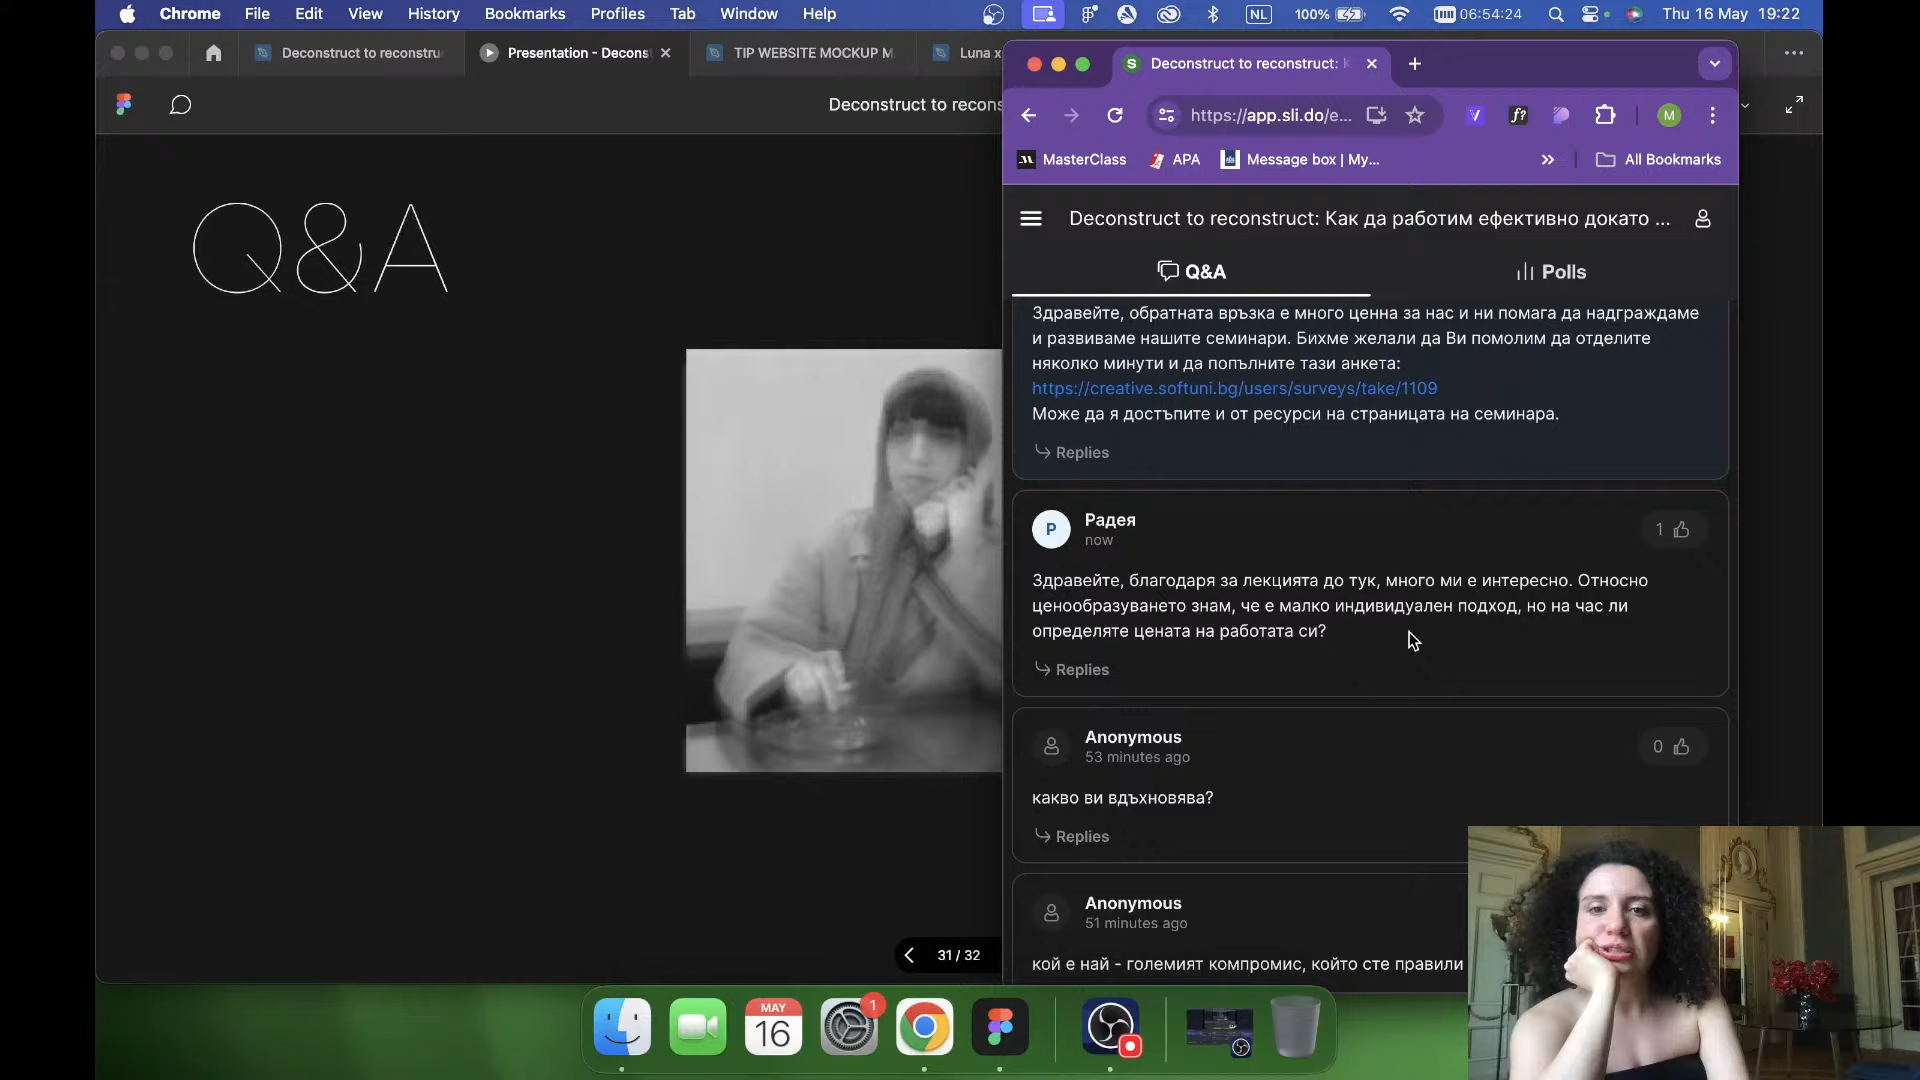 Chrome File Edit View History Bookmarks Profiles Tab Window Help
NL 100% 06:54:24 Thu 16 May 19:22
Deconstruct to reconstru
Presentation - Decons
TIP WEBSITE MOCKUP M
Luna x
Deconstruct to recons
Q&A
31 / 32
S Deconstruct to reconstruct: K
https://app.sli.do/e...
V f? M
MasterClass APA Message box | My... » All Bookmarks
Deconstruct to reconstruct: Как да работим ефективно докато ...
Q&A Polls
Здравейте, обратната връзка е много ценна за нас и ни помага да надграждаме
и развиваме нашите семинари. Бихме желали да Ви помолим да отделите
няколко минути и да попълните тази анкета:
https://creative.softuni.bg/users/surveys/take/1109
Може да я достъпите и от ресурси на страницата на семинара.
Replies
Р Радея 1
now
Здравейте, благодаря за лекцията до тук, много ми е интересно. Относно
ценообразуването знам, че е малко индивидуален подход, но на час ли
определяте цената на работата си?
Replies
Anonymous 0
53 minutes ago
какво ви вдъхновява?
Replies
Anonymous
51 minutes ago
кой е най - големият компромис, който сте правили
MAY
16
1